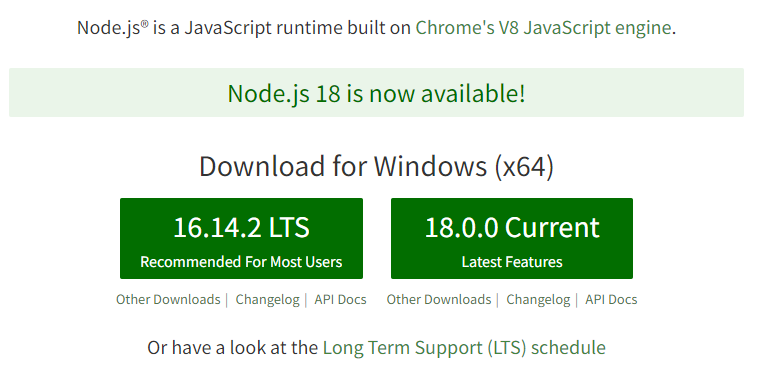 Node.js® is a JavaScript runtime built on Chrome's V8 JavaScript engine.
Node.js 18 is now available!
Download for Windows (x64)
16.14.2 LTS
Recommended For Most Users
18.0.0 Current
Latest Features
Other Downloads | Changelog | API Docs
Other Downloads | Changelog | API Docs
Or have a look at the Long Term Support (LTS) schedule